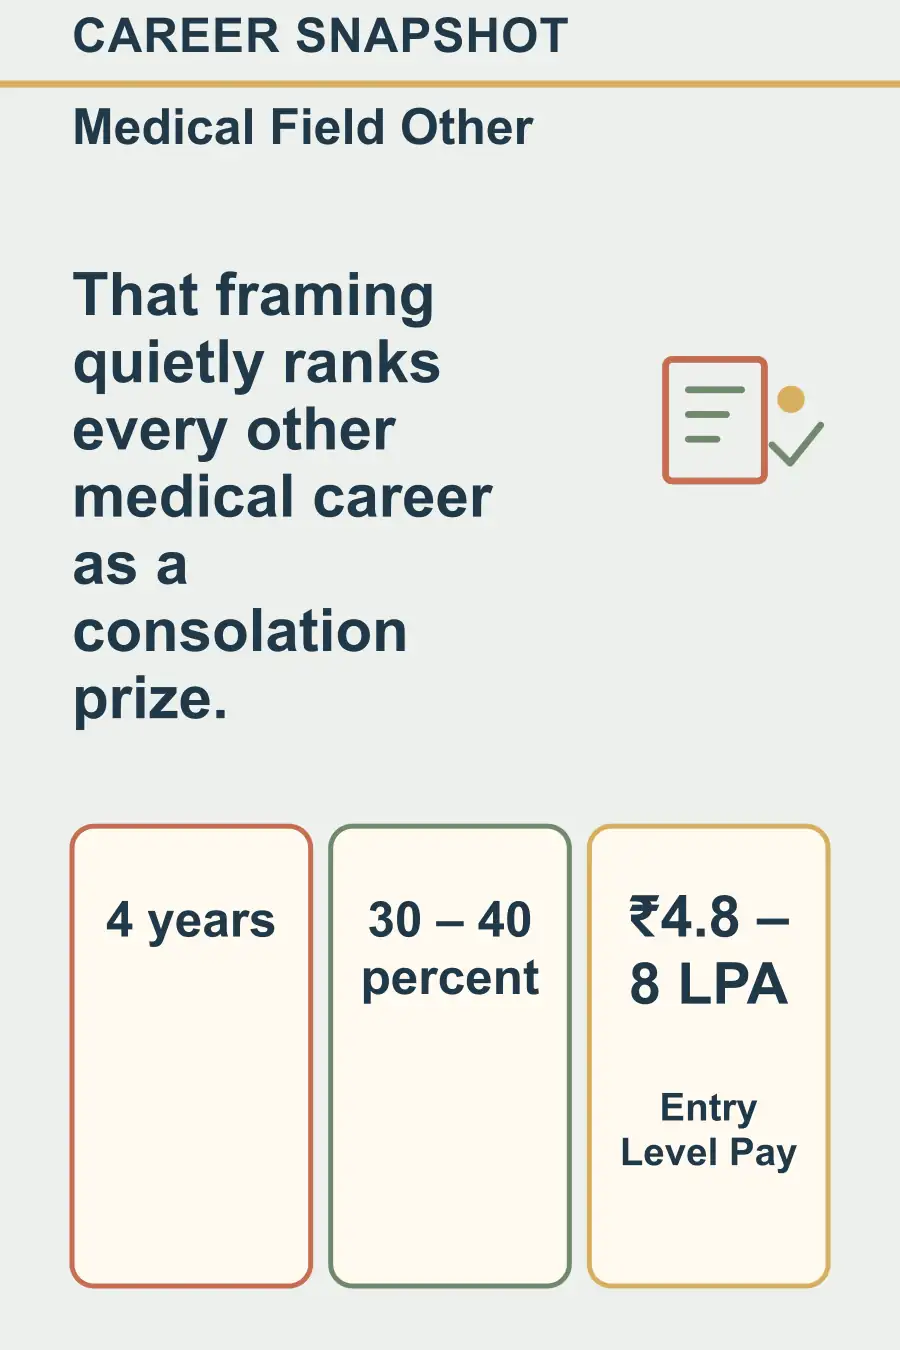 CAREER SNAPSHOT
Medical Field Other
That framing
quietly ranks
every other
medical career
as a
consolation
prize.
4 years
30 – 40
percent
₹4.8 –
8 LPA
Entry
Level Pay